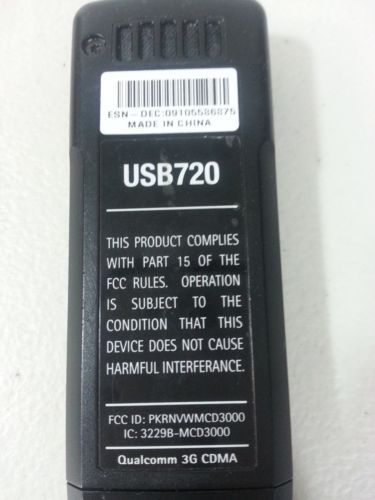 ESN-DEC:09105586875
MADE IN CHINA
USB720
THIS PRODUCT COMPLIES
WITH PART 15 OF THE
FCC RULES. OPERATION
IS SUBJECT TO THE
CONDITION THAT THIS
DEVICE DOES NOT CAUSE
HARMFUL INTERFERENCE.
FCC ID: PKRNVWMCD3000
IC: 3229B-MCD3000
Qualcomm 3G CDMA